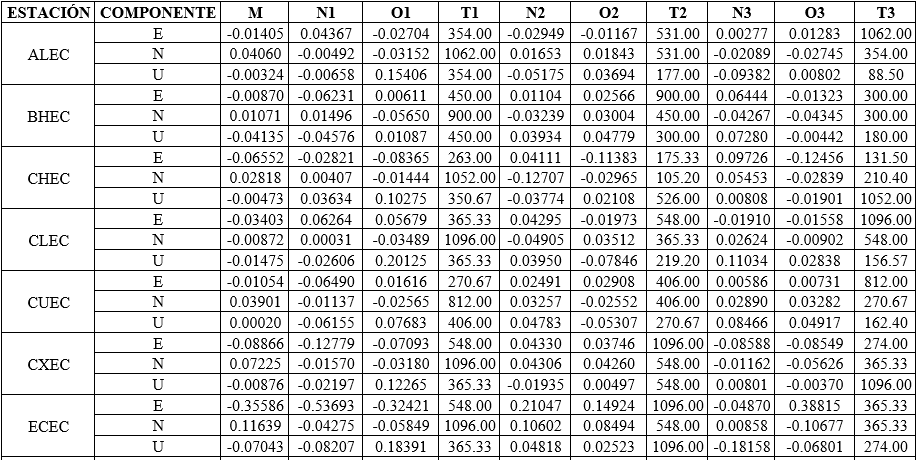 ESTACIÓN COMPONENTE M N1 O1 T1 N2 O2 T2 N3 O3 T3
ALEC E -0.01405 0.04367 -0.02704 354.00 -0.02949 -0.01167 531.00 0.00277 0.01283 1062.00
N 0.04060 -0.00492 -0.03152 1062.00 0.01653 0.01843 531.00 -0.02089 -0.02745 354.00
U -0.00324 -0.00658 0.15406 354.00 -0.05175 0.03694 177.00 -0.09382 0.00802 88.50
BHEC E -0.00870 -0.06231 0.00611 450.00 0.01104 0.02566 900.00 0.06444 -0.01323 300.00
N 0.01071 0.01496 -0.05650 900.00 -0.03239 0.03004 450.00 -0.04267 -0.04345 300.00
U -0.04135 -0.04576 0.01087 450.00 0.03934 0.04779 300.00 0.07280 -0.00442 180.00
CHEC E -0.06552 -0.02821 -0.08365 263.00 0.04111 -0.11383 175.33 0.09726 -0.12456 131.50
N 0.02818 0.00407 -0.01444 1052.00 -0.12707 -0.02965 105.20 0.05453 -0.02839 210.40
U -0.00473 0.03634 0.10275 350.67 -0.03774 0.02108 526.00 0.00808 -0.01901 1052.00
CLEC E -0.03403 0.06264 0.05679 365.33 0.04295 -0.01973 548.00 -0.01910 -0.01558 1096.00
N -0.00872 0.00031 -0.03489 1096.00 -0.04905 0.03512 365.33 0.02624 -0.00902 548.00
U -0.01475 -0.02606 0.20125 365.33 0.03950 -0.07846 219.20 0.11034 0.02838 156.57
CUEC E -0.01054 -0.06490 0.01616 270.67 0.02491 0.02908 406.00 0.00586 0.00731 812.00
N 0.03901 -0.01137 -0.02565 812.00 0.03257 -0.02552 406.00 0.02890 0.03282 270.67
U 0.00020 -0.06155 0.07683 406.00 0.04783 -0.05307 270.67 0.08466 0.04917 162.40
CXEC E -0.08866 -0.12779 -0.07093 548.00 0.04330 0.03746 1096.00 -0.08588 -0.08549 274.00
N 0.07225 -0.01570 -0.03180 1096.00 0.04306 0.04260 548.00 -0.01162 -0.05626 365.33
U -0.00876 -0.02197 0.12265 365.33 -0.01935 0.00497 548.00 0.00801 -0.00370 1096.00
ECEC E -0.35586 -0.53693 -0.32421 548.00 0.21047 0.14924 1096.00 -0.04870 0.38815 365.33
N 0.11639 -0.04275 -0.05849 1096.00 0.10602 0.08494 548.00 0.00858 -0.10677 365.33
U -0.07043 -0.08207 0.18391 365.33 0.04818 0.02523 1096.00 -0.18158 -0.06801 274.00